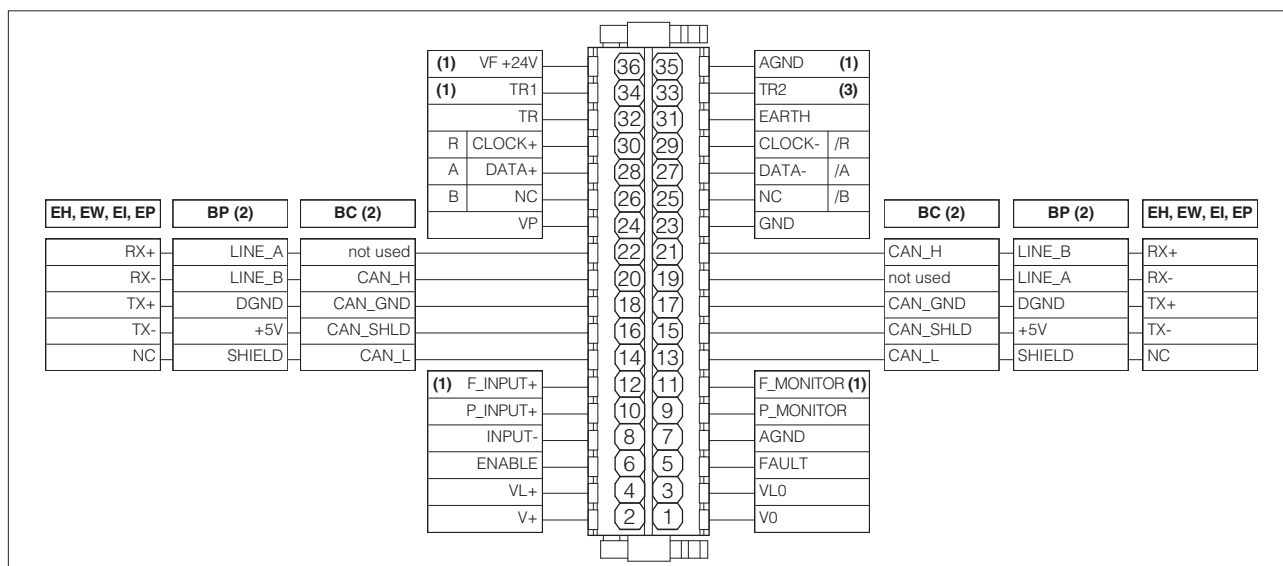 (1) VF +24V 36 35 AGND (1)
(1) TR1 34 33 TR2 (3)
TR 32 31 EARTH
R CLOCK+ 30 29 CLOCK- /R
A DATA+ 28 27 DATA- /A
B NC 26 25 NC /B
VP 24 23 GND
EH, EW, EI, EP BP (2) BC (2) BC (2) BP (2) EH, EW, EI, EP
RX+ LINE_A not used 22 21 CAN_H LINE_B RX+
RX- LINE_B CAN_H 20 19 not used LINE_A RX-
TX+ DGND CAN_GND 18 17 CAN_GND DGND TX+
TX- +5V CAN_SHLD 16 15 CAN_SHLD +5V TX-
NC SHIELD CAN_L 14 13 CAN_L SHIELD NC
(1) F_INPUT+ 12 11 F_MONITOR (1)
P_INPUT+ 10 9 P_MONITOR
INPUT- 8 7 AGND
ENABLE 6 5 FAULT
VL+ 4 3 VL0
V+ 2 1 V0